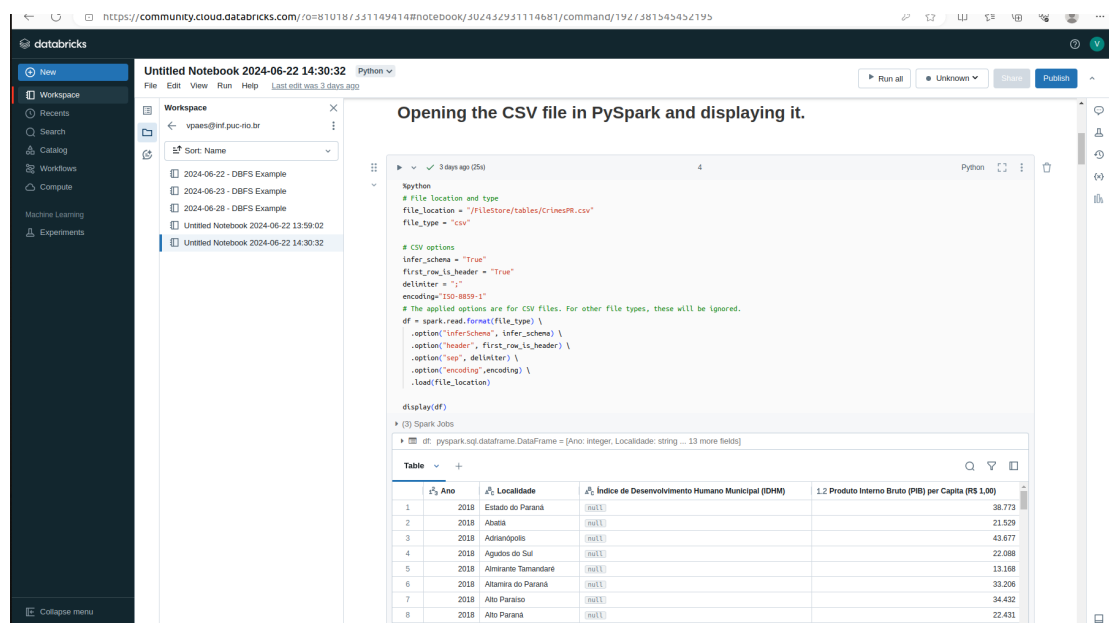 https://community.cloud.databricks.com/?o=810187331149414#notebook/302432931114681/command/1927381545452195
databricks
V
New
Workspace
Recents
Search
Catalog
Workflows
Compute
Machine Learning
Experiments
Collapse menu
Untitled Notebook 2024-06-22 14:30:32 Python
File Edit View Run Help Last edit was 3 days ago
Run all Unknown Share Publish
Workspace
vpaes@inf.puc-rio.br
Sort: Name
2024-06-22 - DBFS Example
2024-06-23 - DBFS Example
2024-06-28 - DBFS Example
Untitled Notebook 2024-06-22 13:59:02
Untitled Notebook 2024-06-22 14:30:32
Opening the CSV file in PySpark and displaying it.
3 days ago (25s) 4 Python
%python
# File location and type
file_location = "/FileStore/tables/CrimesPR.csv"
file_type = "csv"
# CSV options
infer_schema = "True"
first_row_is_header = "True"
delimiter = ";"
encoding="ISO-8859-1"
# The applied options are for CSV files. For other file types, these will be ignored.
df = spark.read.format(file_type) \
.option("inferSchema", infer_schema) \
.option("header", first_row_is_header) \
.option("sep", delimiter) \
.option("encoding",encoding) \
.load(file_location)
display(df)
(3) Spark Jobs
df: pyspark.sql.dataframe.DataFrame = [Ano: integer, Localidade: string ... 13 more fields]
Table +
1²₃ Ano AᴮC Localidade AᴮC Índice de Desenvolvimento Humano Municipal (IDHM) 1.2 Produto Interno Bruto (PIB) per Capita (R$ 1,00)
1 2018 Estado do Paraná null 38.773
2 2018 Abatiá null 21.529
3 2018 Adrianópolis null 43.677
4 2018 Agudos do Sul null 22.088
5 2018 Almirante Tamandaré null 13.168
6 2018 Altamira do Paraná null 33.206
7 2018 Alto Paraíso null 34.432
8 2018 Alto Paraná null 22.431